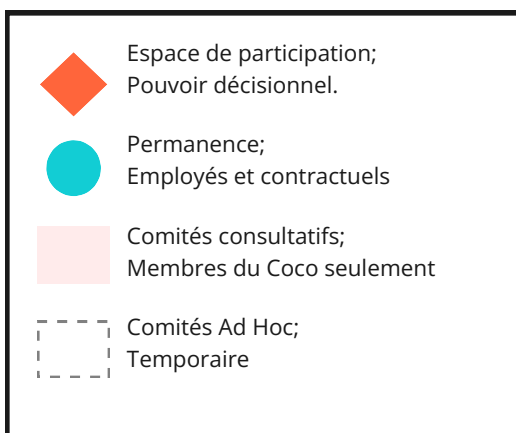 Espace de participation;
Pouvoir décisionnel.
Permanence;
Employés et contractuels
Comités consultatifs;
Membres du Coco seulement
Comités Ad Hoc;
Temporaire